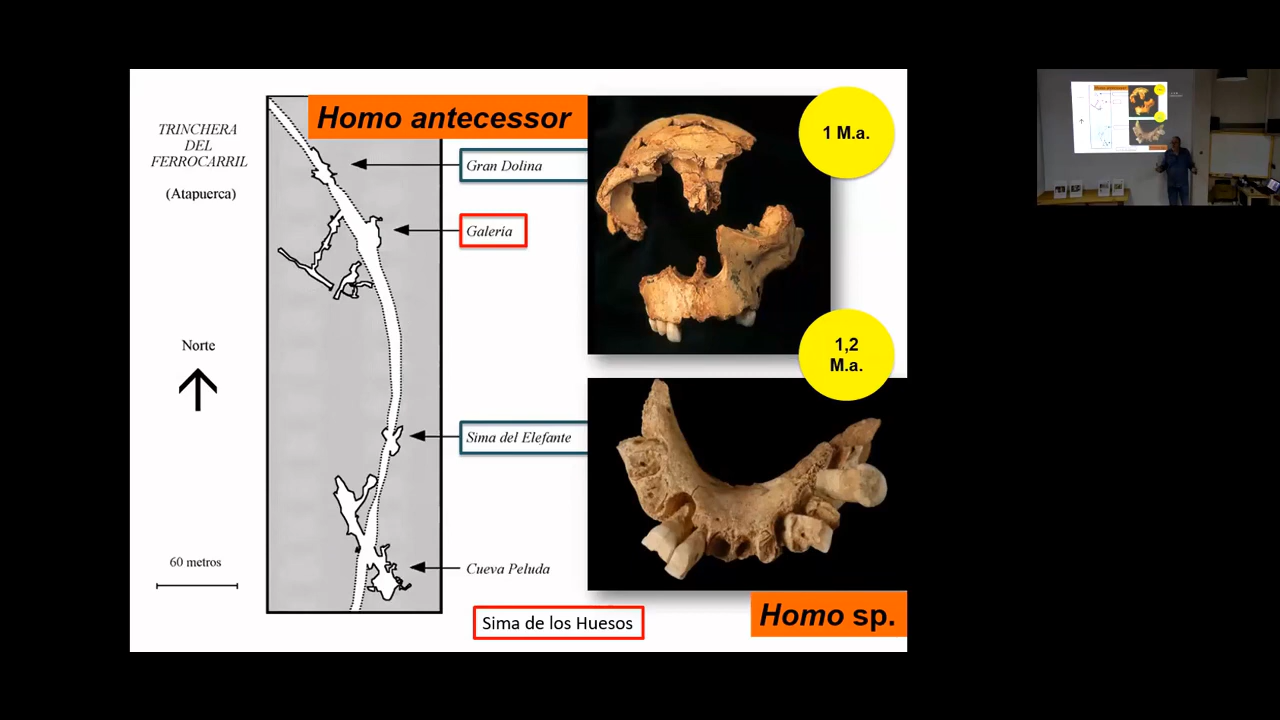 TRINCHERA
DEL
FERROCARRIL
(Atapuerca)
Norte
60 metros
Homo antecessor
Gran Dolina
Galería
Sima del Elefante
Cueva Peluda
Sima de los Huesos
1 M.a.
1,2
M.a.
Homo sp.